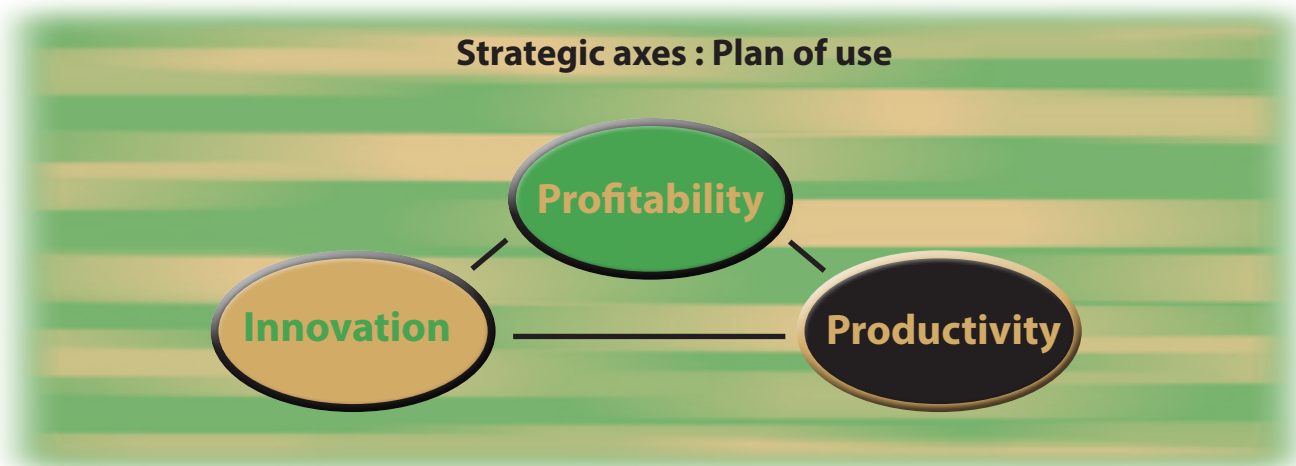 Strategic axes : Plan of use
Profitability
Innovation
Productivity